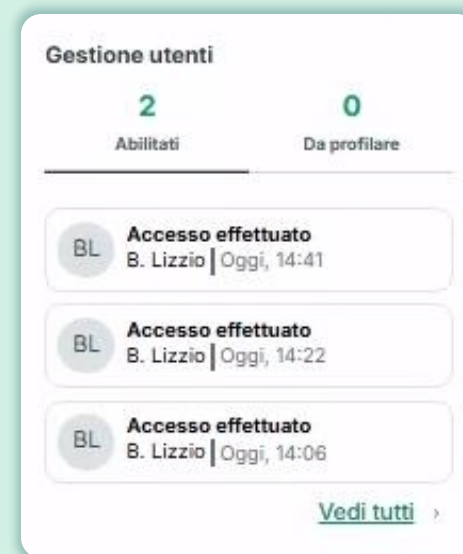 Gestione utenti
2 0
Abilitati Da profilare
BL
Accesso effettuato
B. Lizzio | Oggi, 14:41
BL
Accesso effettuato
B. Lizzio | Oggi, 14:22
BL
Accesso effettuato
B. Lizzio | Oggi, 14:06
Vedi tutti ›